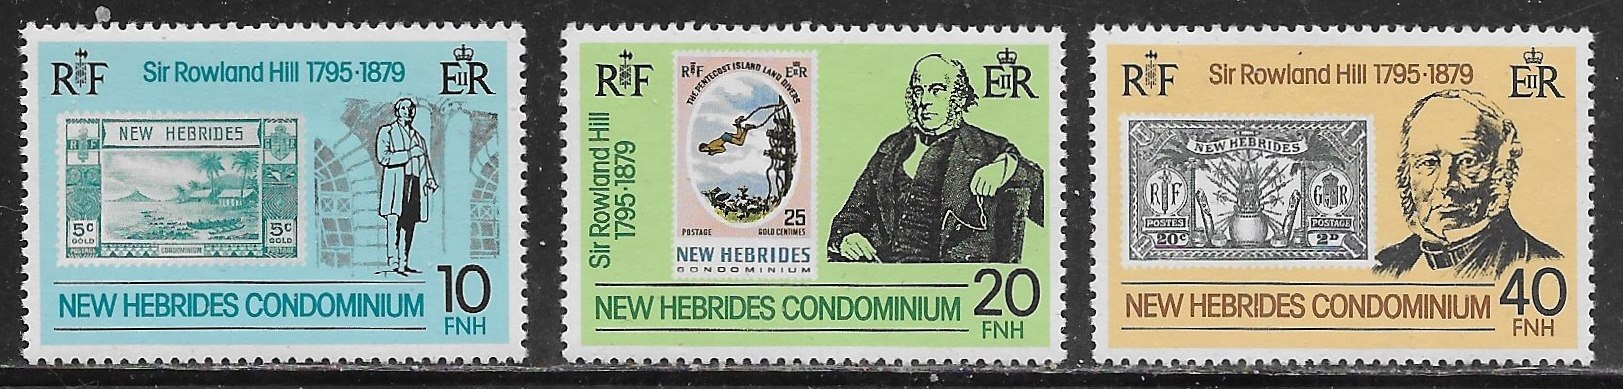 RF
Sir Rowland Hill 1795·1879
EIIR
NEW HEBRIDES
RF
5c
GOLD
5c
GOLD
POSTAGE
CONDOMINIUM
10
NEW HEBRIDES CONDOMINIUM
FNH
RF
EIIR
Sir Rowland Hill
1795·1879
RF
EIIR
THE PENTECOST ISLAND LAND DIVERS
25
POSTAGE
GOLD CENTIMES
NEW HEBRIDES
CONDOMINIUM
20
NEW HEBRIDES CONDOMINIUM
FNH
RF
Sir Rowland Hill 1795·1879
EIIR
NEW HEBRIDES
RF
GR
POSTES
POSTAGE
20c
2D
40
NEW HEBRIDES CONDOMINIUM
FNH